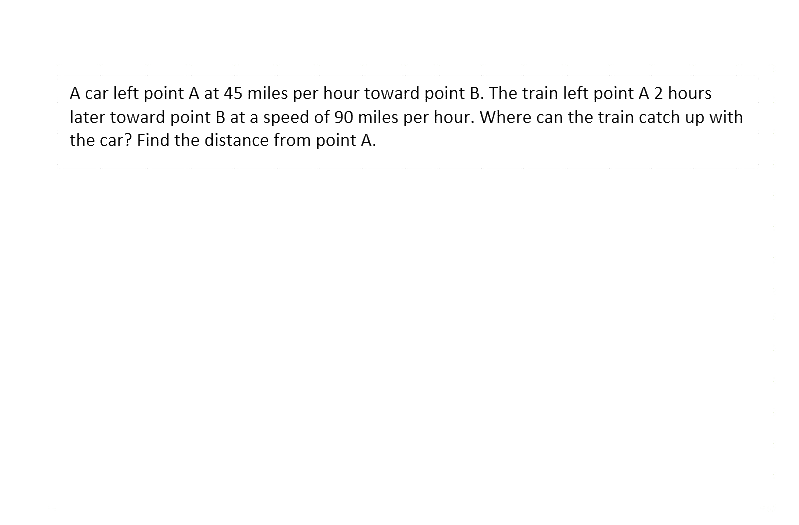 A car left point A at 45 miles per hour toward point B. The train left point A 2 hours
later toward point B at a speed of 90 miles per hour. Where can the train catch up with
the car? Find the distance from point A.